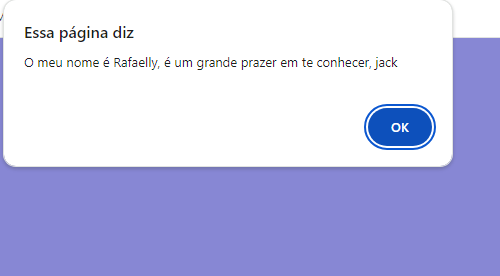 Essa página diz
O meu nome é Rafaelly, é um grande prazer em te conhecer, jack
OK